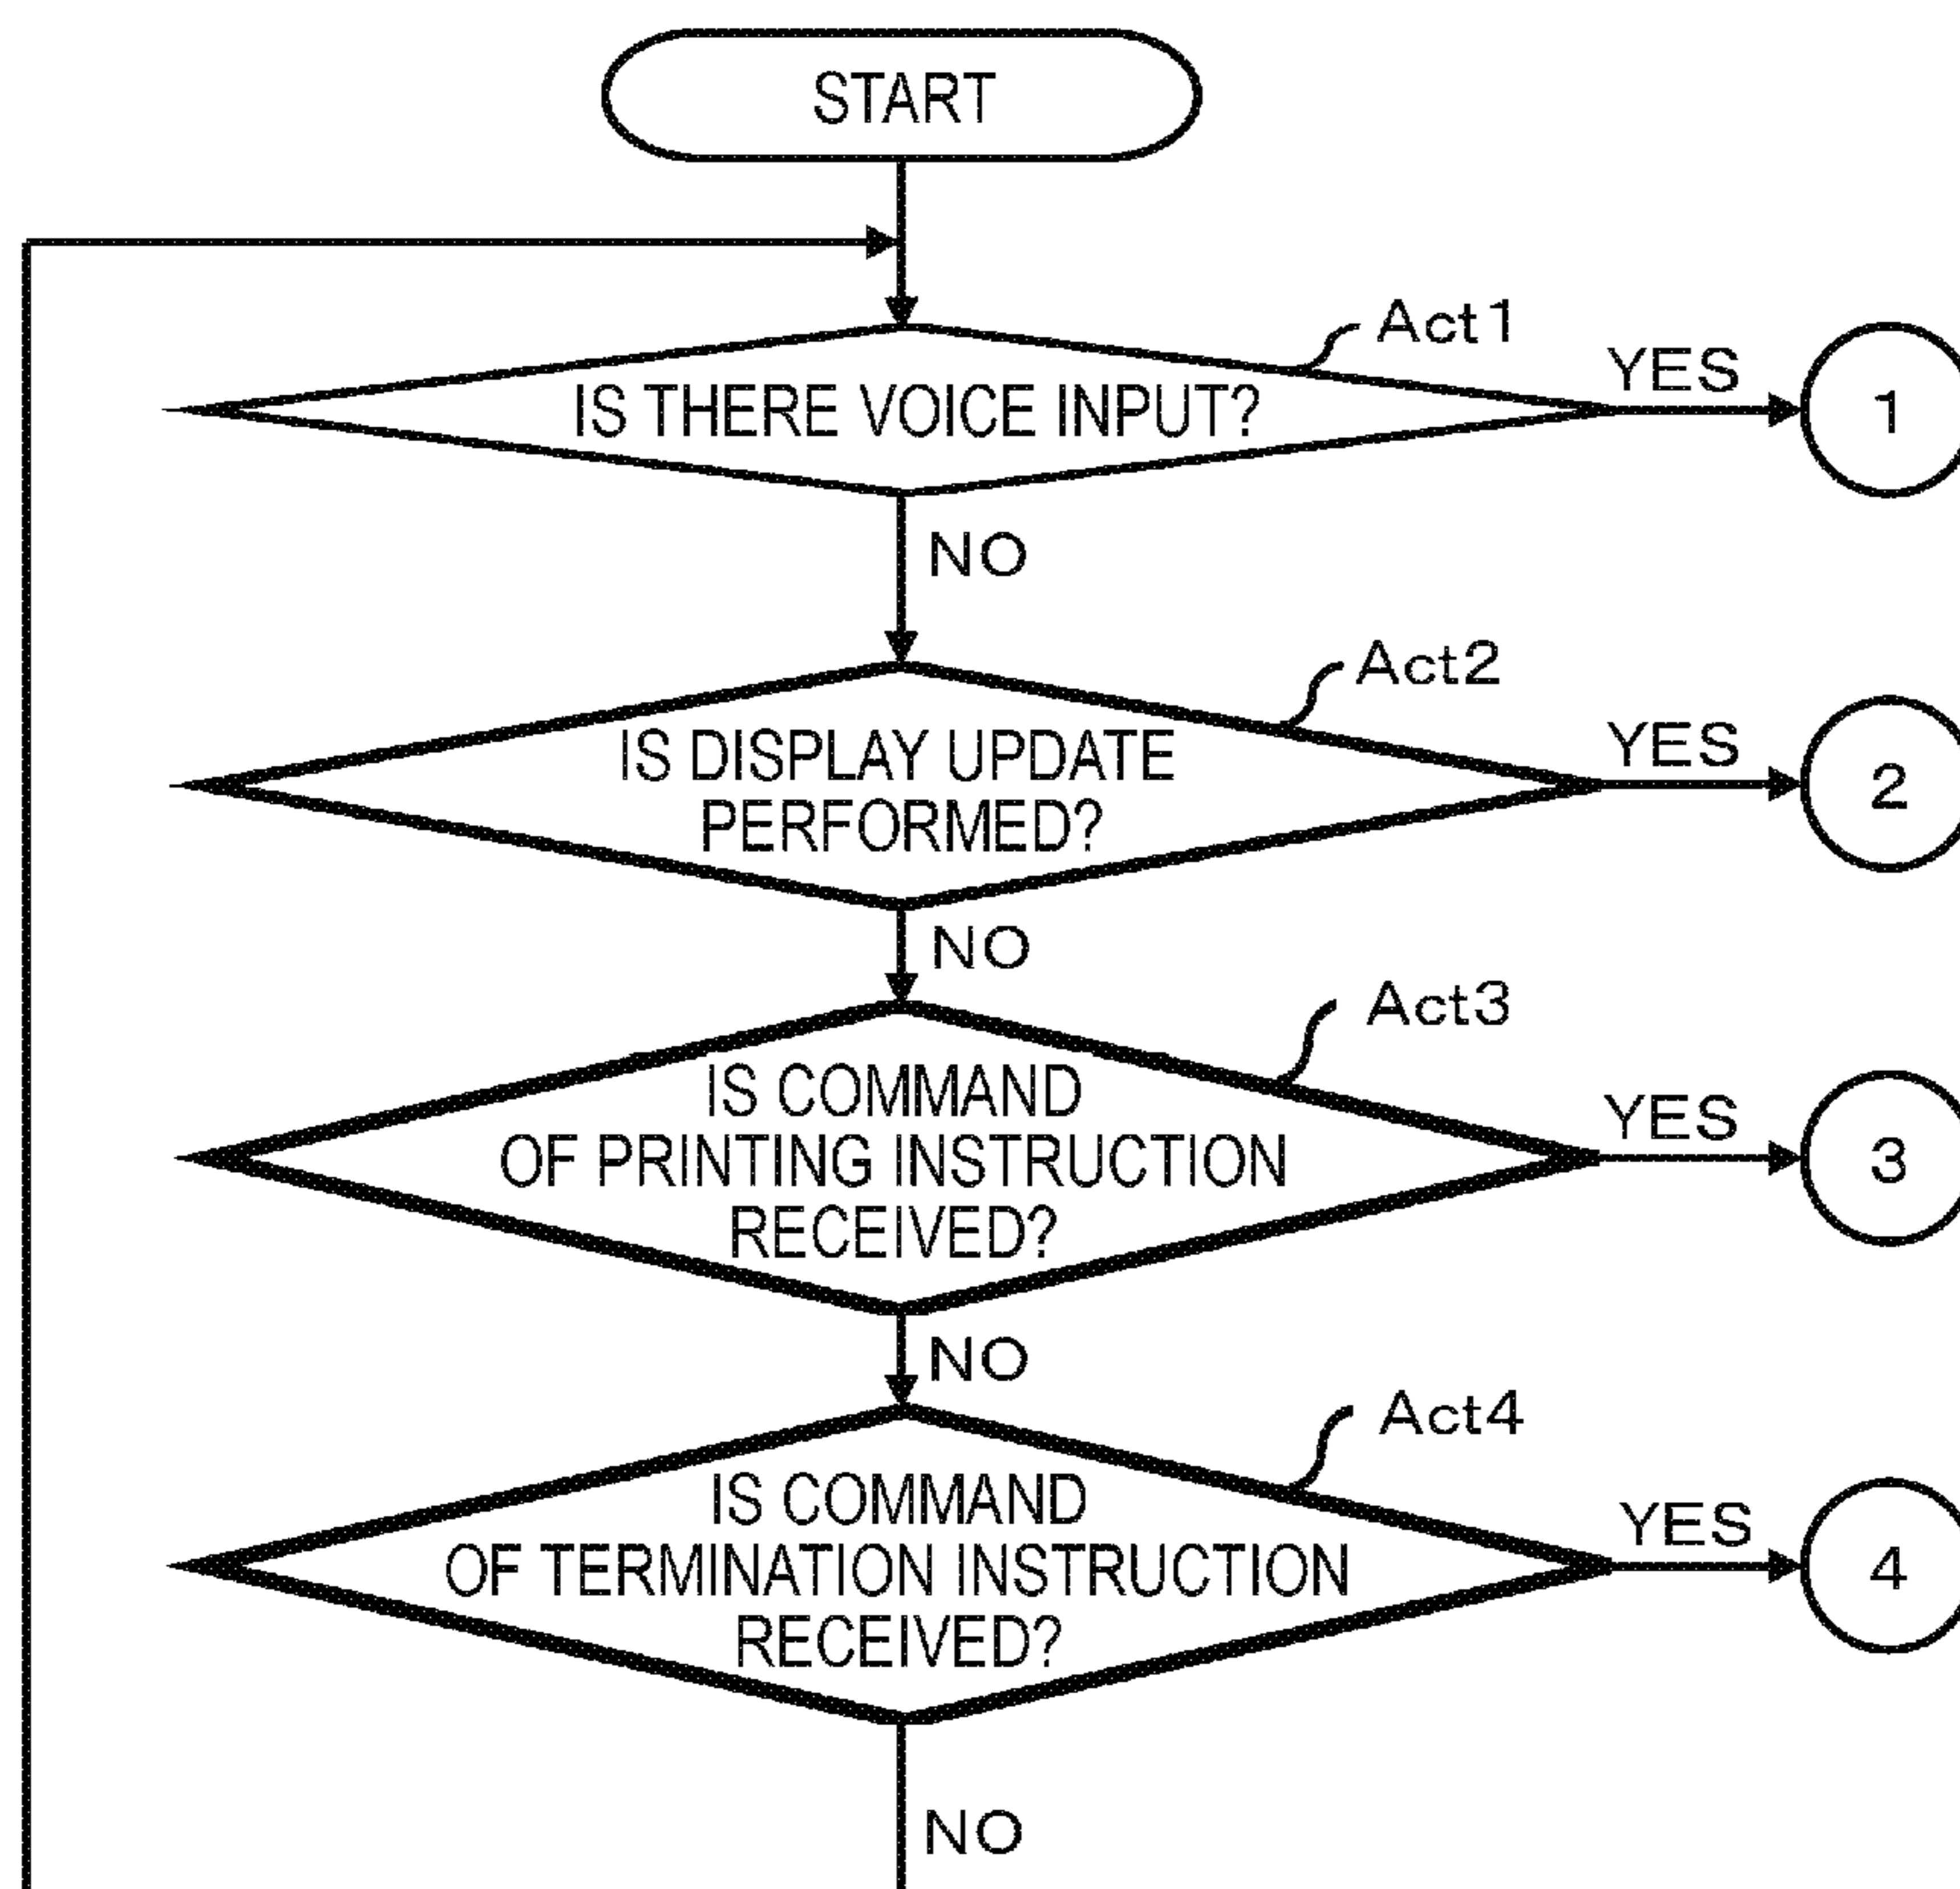 START
Act1
IS THERE VOICE INPUT?
YES
1
NO
Act2
IS DISPLAY UPDATE
PERFORMED?
YES
2
NO
Act3
IS COMMAND
OF PRINTING INSTRUCTION
RECEIVED?
YES
3
NO
Act4
IS COMMAND
OF TERMINATION INSTRUCTION
RECEIVED?
YES
4
NO